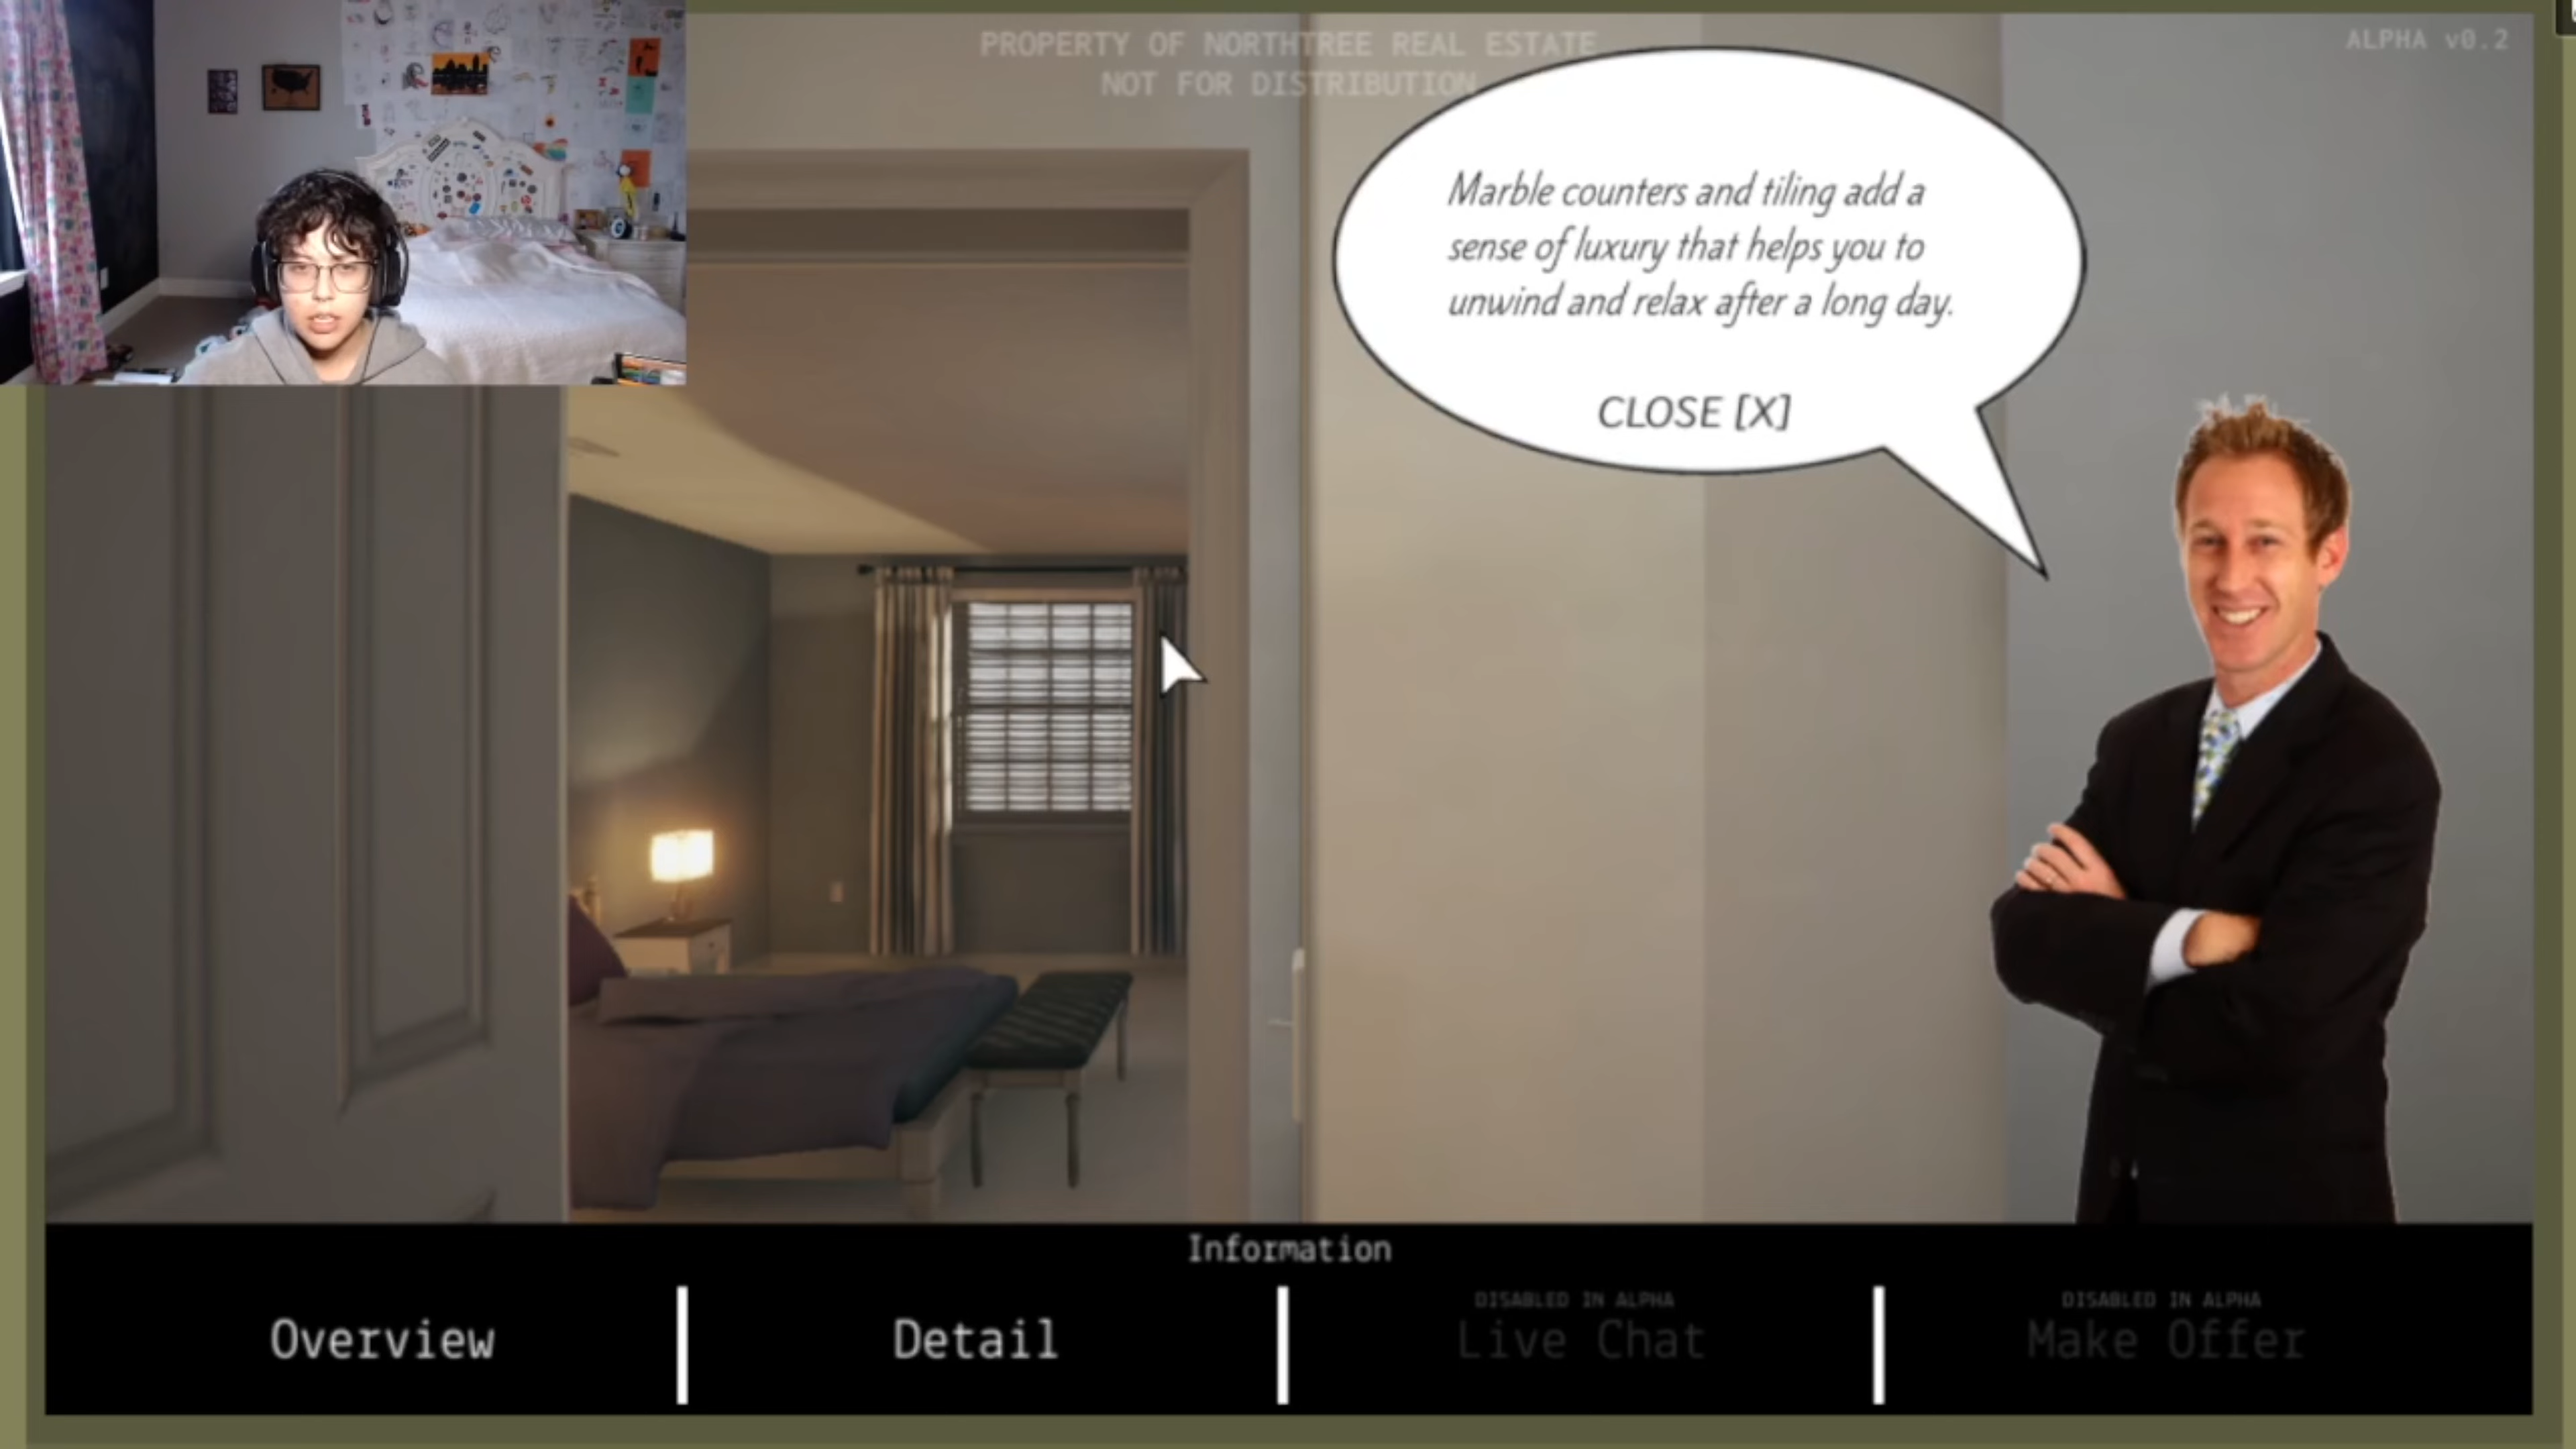 PROPERTY OF NORTHTREE REAL ESTATE
NOT FOR DISTRIBUTION
ALPHA v0.2
Marble counters and tiling add a
sense of luxury that helps you to
unwind and relax after a long day.
CLOSE [X]
Information
Overview
Detail
DISABLED IN ALPHA
Live Chat
DISABLED IN ALPHA
Make Offer